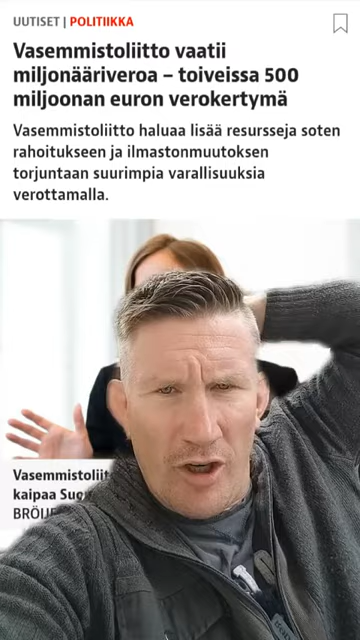 UUTISET | POLITIIKKA
Vasemmistoliitto vaatii
miljonääriveroa – toiveissa 500
miljoonan euron verokertymä
Vasemmistoliitto haluaa lisää resursseja soten
rahoitukseen ja ilmastonmuutoksen
torjuntaan suurimpia varallisuuksia
verottamalla.
kaipaa